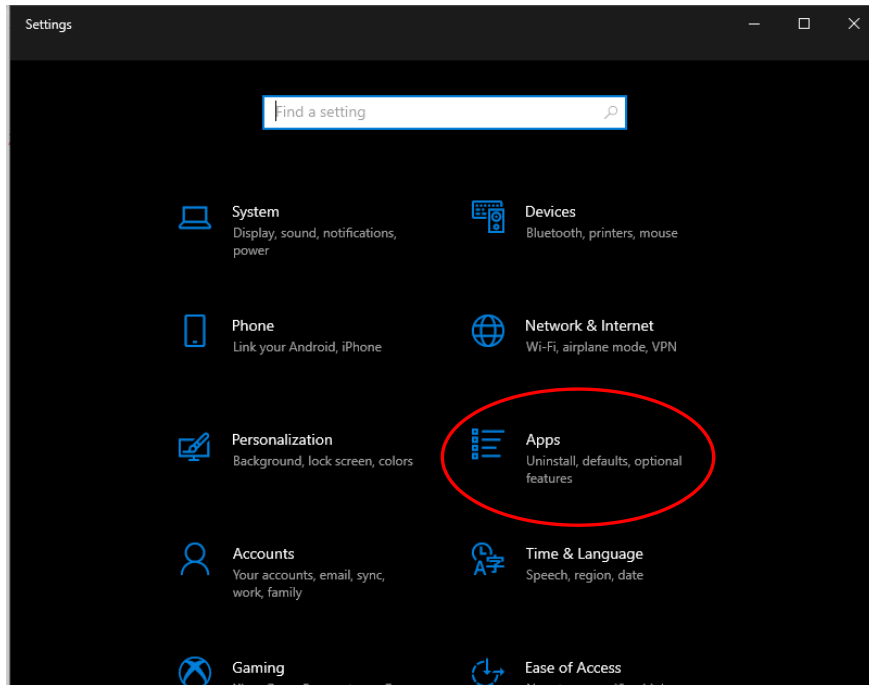 Settings
Find a setting
System
Display, sound, notifications,
power
Devices
Bluetooth, printers, mouse
Phone
Link your Android, iPhone
Network & Internet
Wi-Fi, airplane mode, VPN
Personalization
Background, lock screen, colors
Apps
Uninstall, defaults, optional
features
Accounts
Your accounts, email, sync,
work, family
Time & Language
Speech, region, date
Gaming
Ease of Access